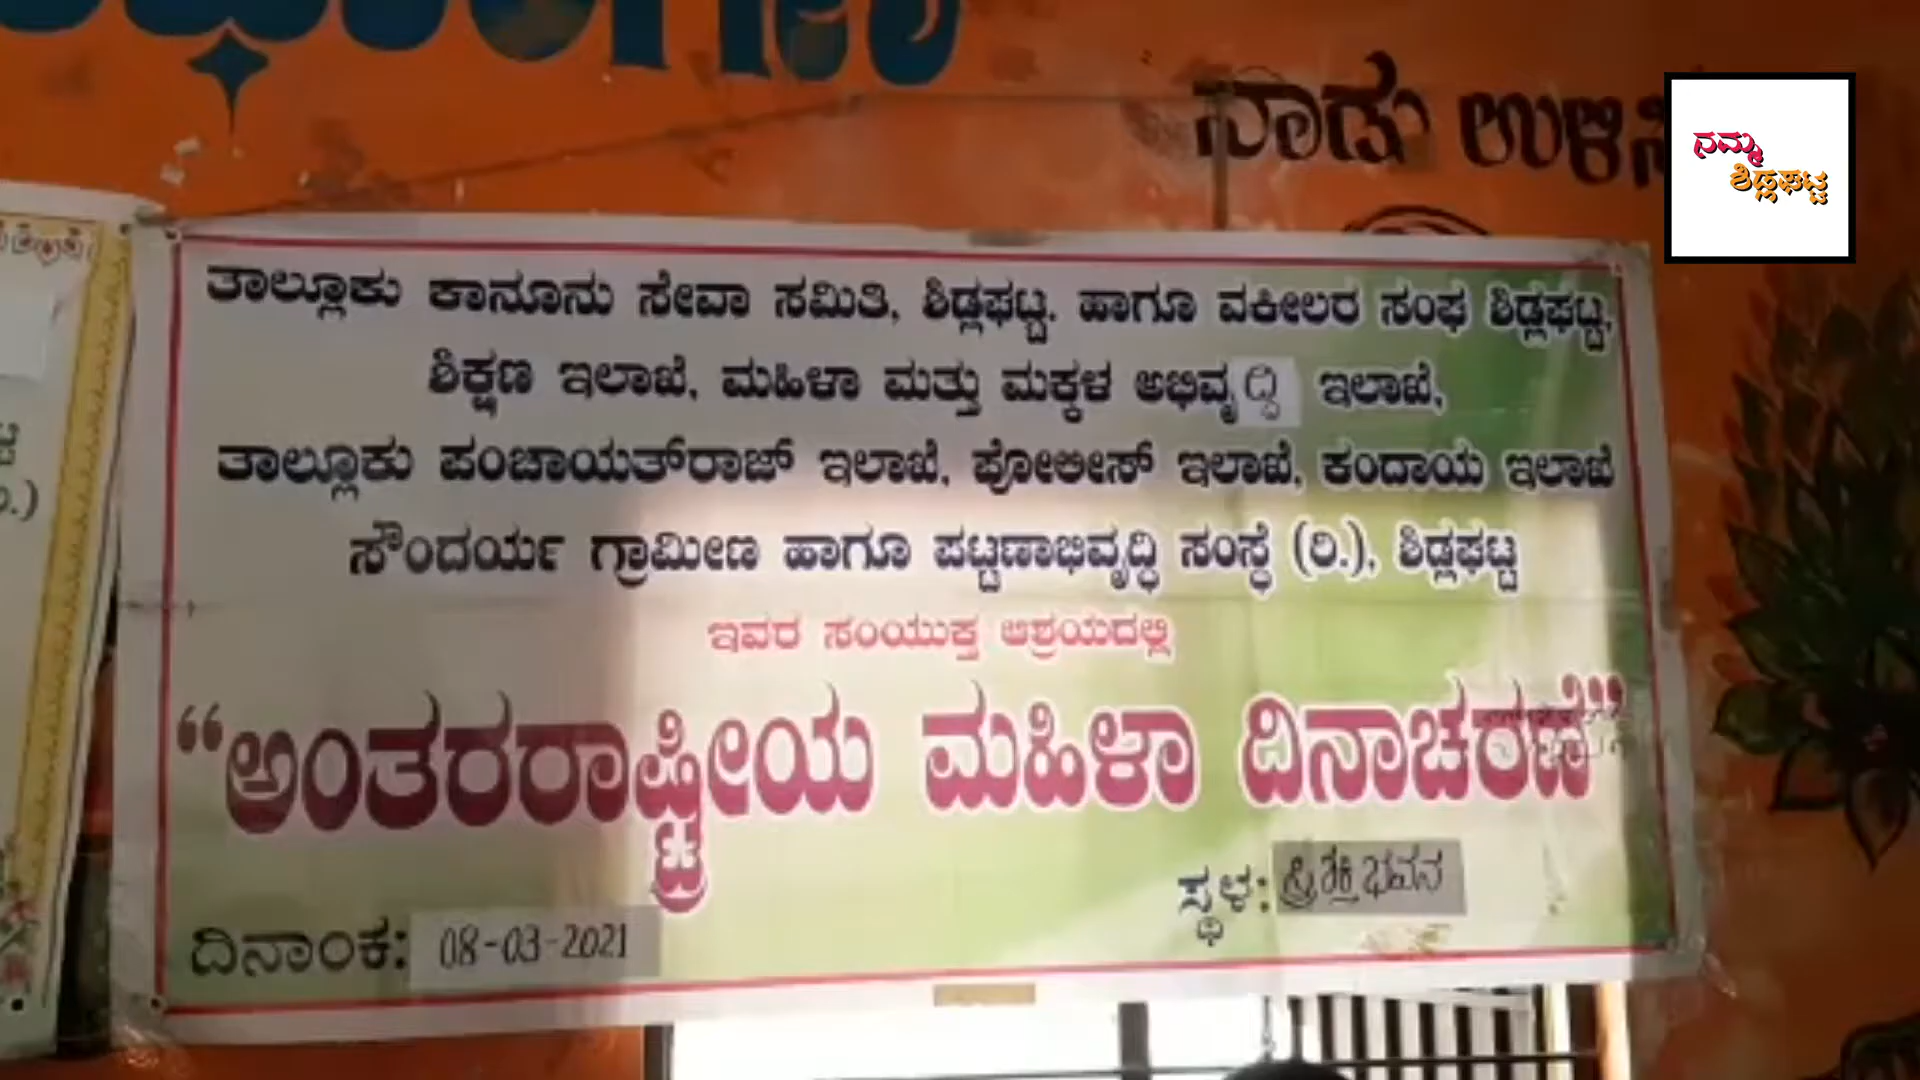 ನಾಡು ಉಳಿಸಿ
ನಮ್ಮ
ಶಿಡ್ಲಘಟ್ಟ
ತಾಲ್ಲೂಕು ಕಾನೂನು ಸೇವಾ ಸಮಿತಿ, ಶಿಡ್ಲಘಟ್ಟ. ಹಾಗೂ ವಕೀಲರ ಸಂಘ ಶಿಡ್ಲಘಟ್ಟ,
ಶಿಕ್ಷಣ ಇಲಾಖೆ, ಮಹಿಳಾ ಮತ್ತು ಮಕ್ಕಳ ಅಭಿವೃದ್ಧಿ ಇಲಾಖೆ,
ತಾಲ್ಲೂಕು ಪಂಚಾಯತ್‌ರಾಜ್ ಇಲಾಖೆ, ಪೋಲೀಸ್ ಇಲಾಖೆ, ಕಂದಾಯ ಇಲಾಖೆ
ಸೌಂದರ್ಯ ಗ್ರಾಮೀಣ ಹಾಗೂ ಪಟ್ಟಣಾಭಿವೃದ್ಧಿ ಸಂಸ್ಥೆ (ರಿ.), ಶಿಡ್ಲಘಟ್ಟ
ಇವರ ಸಂಯುಕ್ತ ಆಶ್ರಯದಲ್ಲಿ
“ಅಂತರರಾಷ್ಟ್ರೀಯ ಮಹಿಳಾ ದಿನಾಚರಣೆ”
ಸ್ಥಳ: ಸ್ತ್ರೀಶಕ್ತಿ ಭವನ
ದಿನಾಂಕ: 08-03-2021